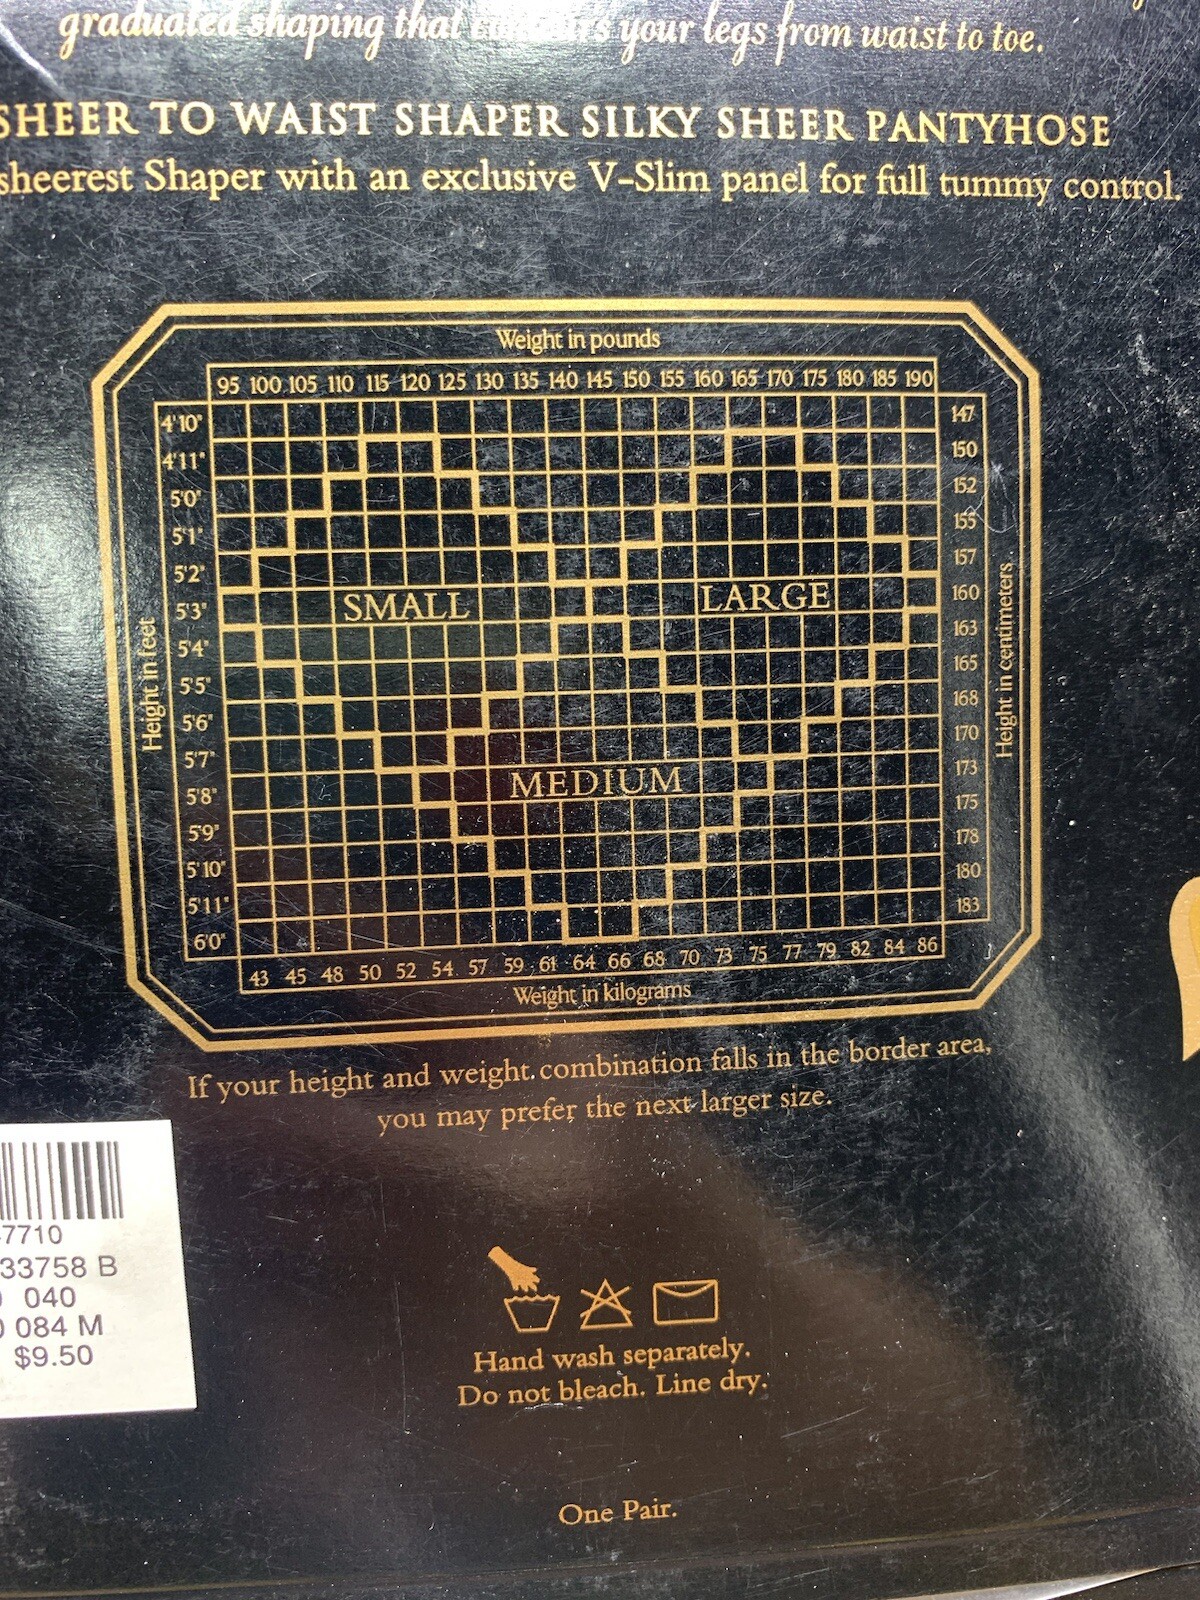 graduated shaping that contours your legs from waist to toe.
SHEER TO WAIST SHAPER SILKY SHEER PANTYHOSE
sheerest Shaper with an exclusive V-Slim panel for full tummy control.
Weight in pounds
95 100 105 110 115 120 125 130 135 140 145 150 155 160 165 170 175 180 185 190
4'10" 147
4'11" 150
5'0" 152
5'1" 155
5'2" 157
5'3" SMALL LARGE 160
5'4" 163
5'5" 165
5'6" 168
5'7" 170
5'8" MEDIUM 173
5'9" 175
5'10" 178
5'11" 180
6'0" 183
Height in feet
Height in centimeters
43 45 48 50 52 54 57 59 61 64 66 68 70 73 75 77 79 82 84 86
Weight in kilograms
If your height and weight combination falls in the border area,
you may prefer the next larger size.
7710
33758 B
040
084 M
$9.50
Hand wash separately.
Do not bleach. Line dry.
One Pair.